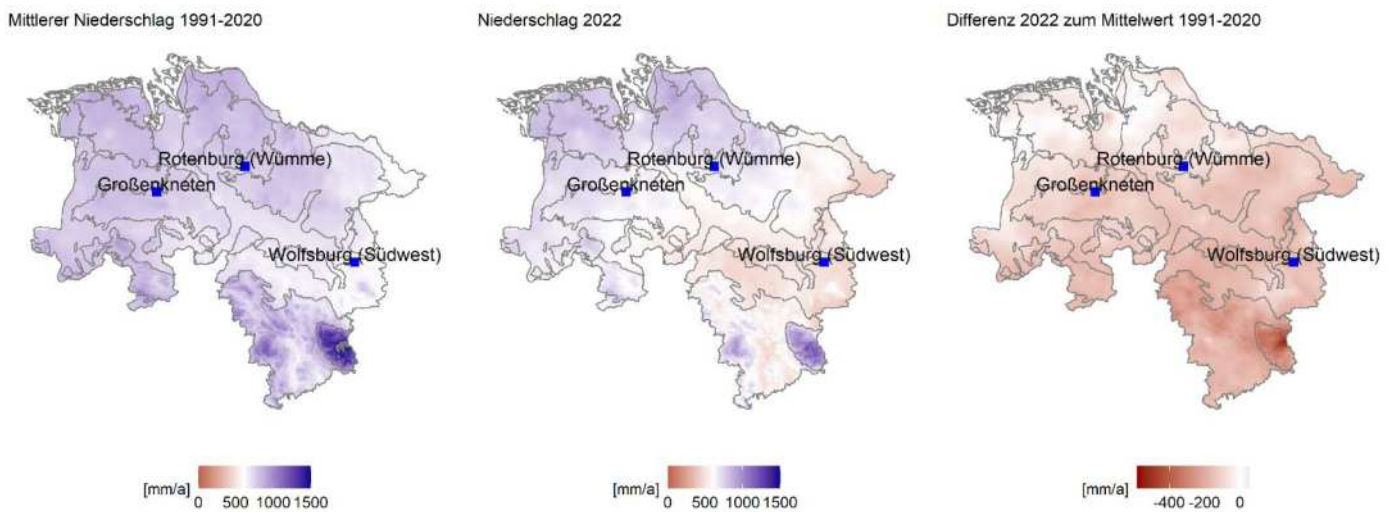 Mittlerer Niederschlag 1991-2020
Rotenburg (Wümme)
Großenkneten
Wolfsburg (Südwest)
[mm/a]
0 500 1000 1500
Niederschlag 2022
Rotenburg (Wümme)
Großenkneten
Wolfsburg (Südwest)
[mm/a]
0 500 1000 1500
Differenz 2022 zum Mittelwert 1991-2020
Rotenburg (Wümme)
Großenkneten
Wolfsburg (Südwest)
[mm/a]
-400 -200 0